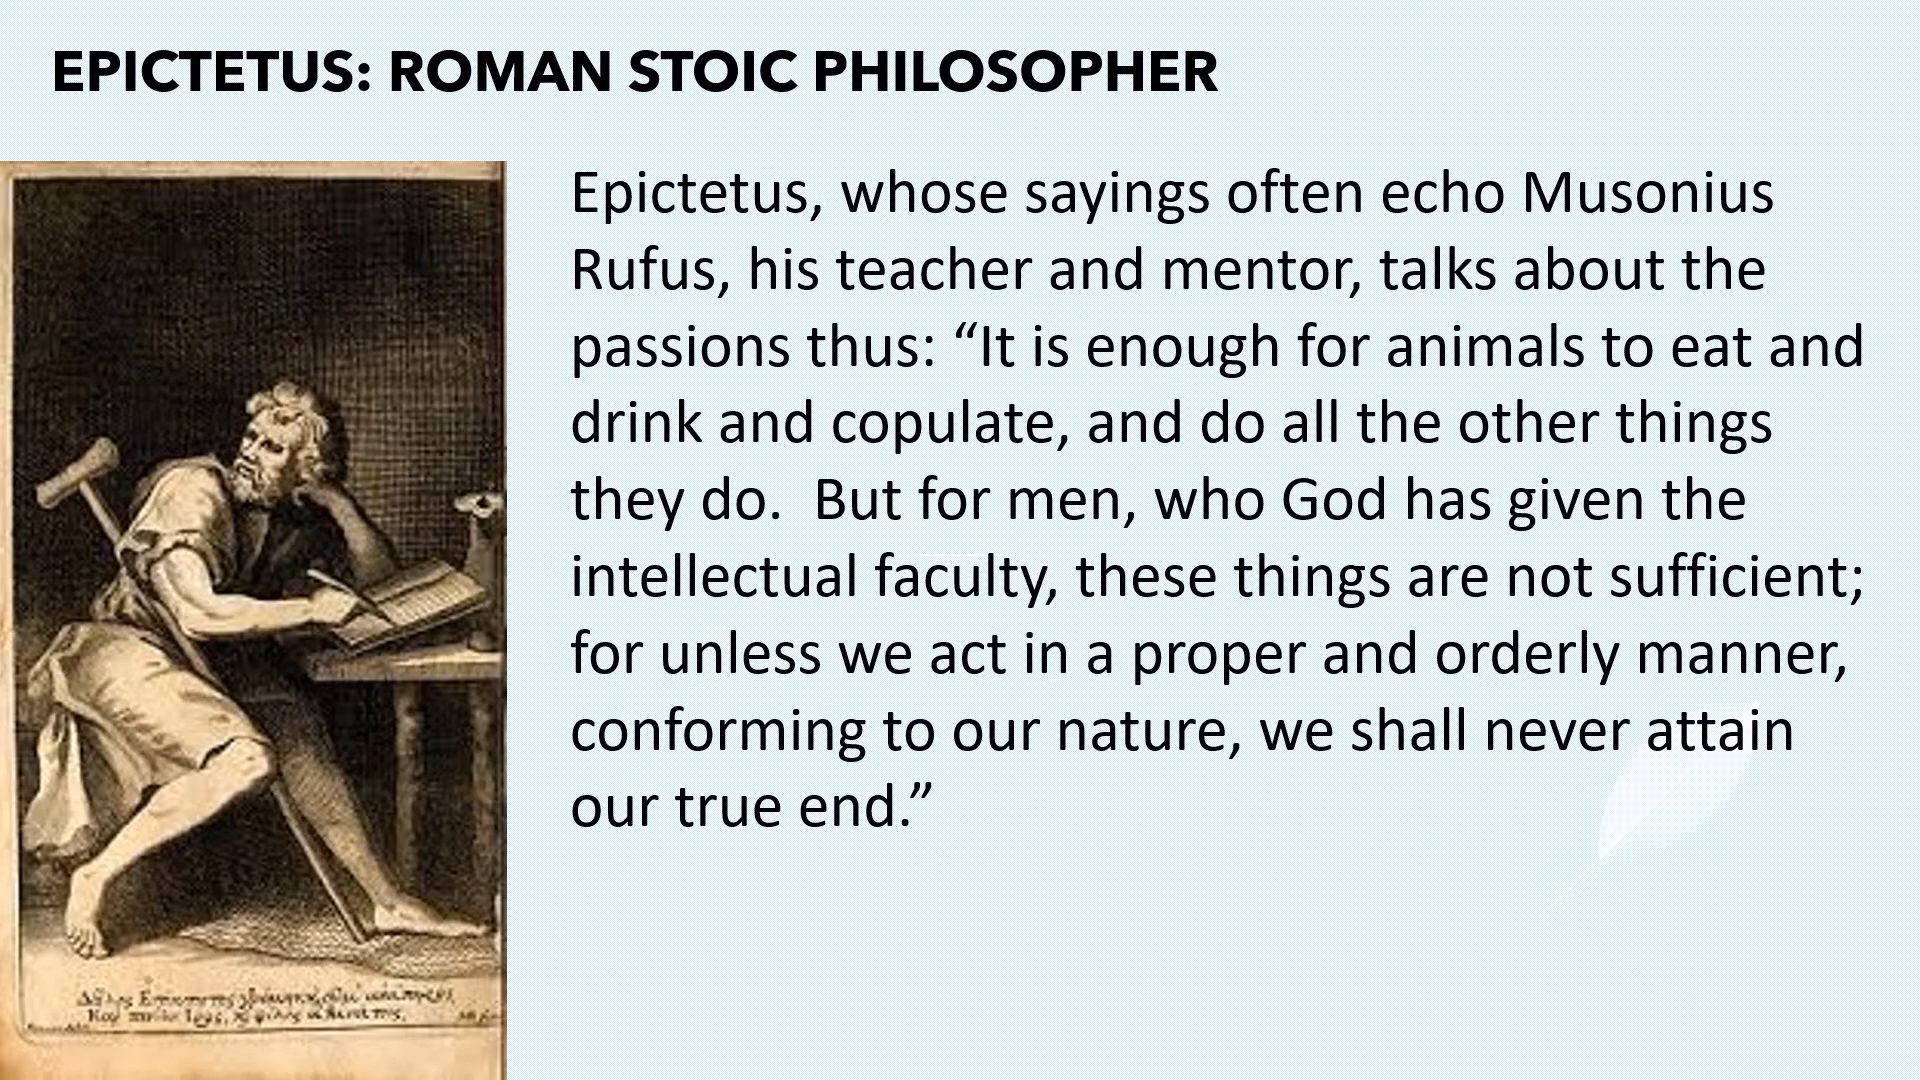 EPICTETUS: ROMAN STOIC PHILOSOPHER
Epictetus, whose sayings often echo Musonius
Rufus, his teacher and mentor, talks about the
passions thus: “It is enough for animals to eat and
drink and copulate, and do all the other things
they do.  But for men, who God has given the
intellectual faculty, these things are not sufficient;
for unless we act in a proper and orderly manner,
conforming to our nature, we shall never attain
our true end.”